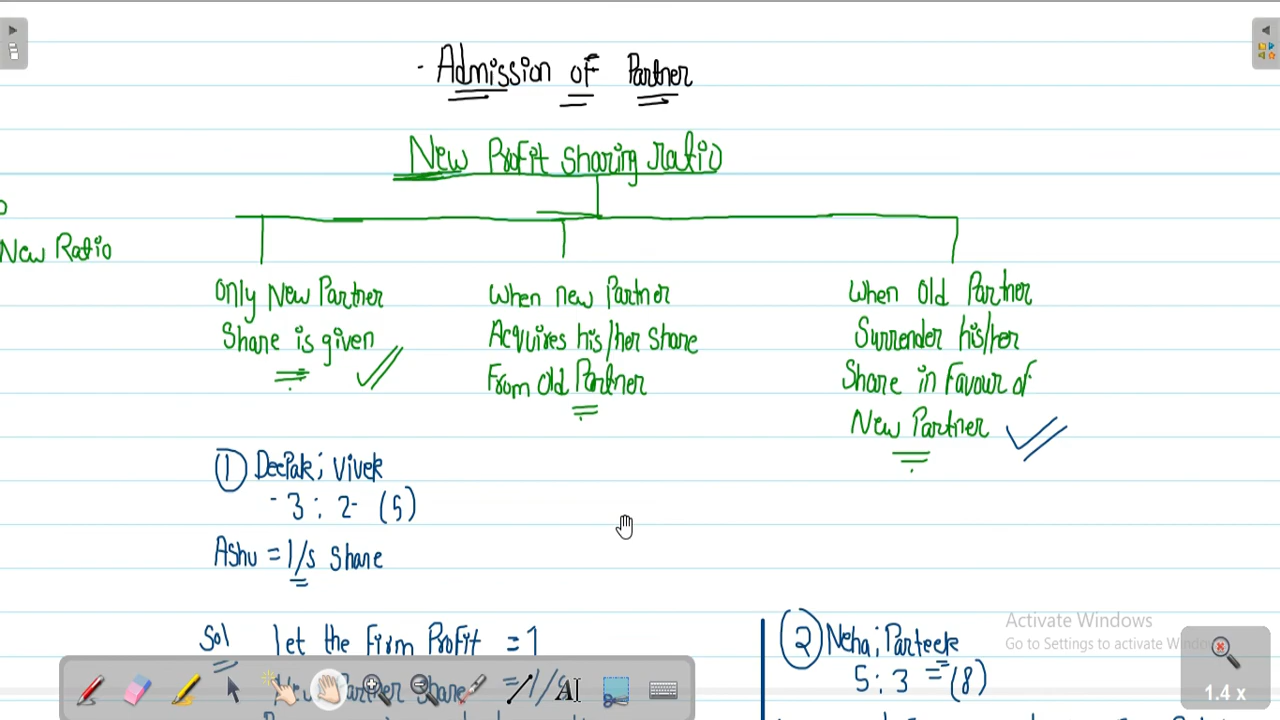 Admission of Partner
New Profit sharing ratio
New Ratio
Only New Partner
Share is given
When new Partner
Acquires his/her share
From Old Partner
When Old Partner
Surrender his/her
Share in Favour of
New Partner
① Deepak; Vivek
3 : 2 (5)
Ashu = 1/5 Share
Sol let the Firm Profit = 1
Share = 1/
② Neha; Parteek
5 : 3 = (8)
Activate Windows
Go to Settings to activate Windows
1.4 x